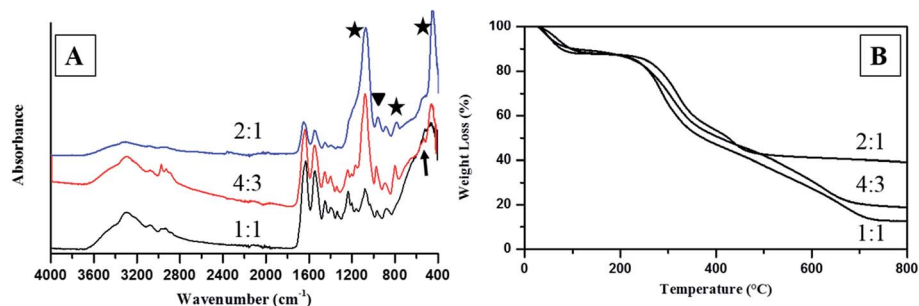 A
B
Absorbance
2:1
4:3
1:1
4000 3600 3200 2800 2400 2000 1600 1200 800 400
Wavenumber (cm-1)
Weight Loss (%)
100
80
60
40
20
0
2:1
4:3
1:1
0 200 400 600 800
Temperature (°C)